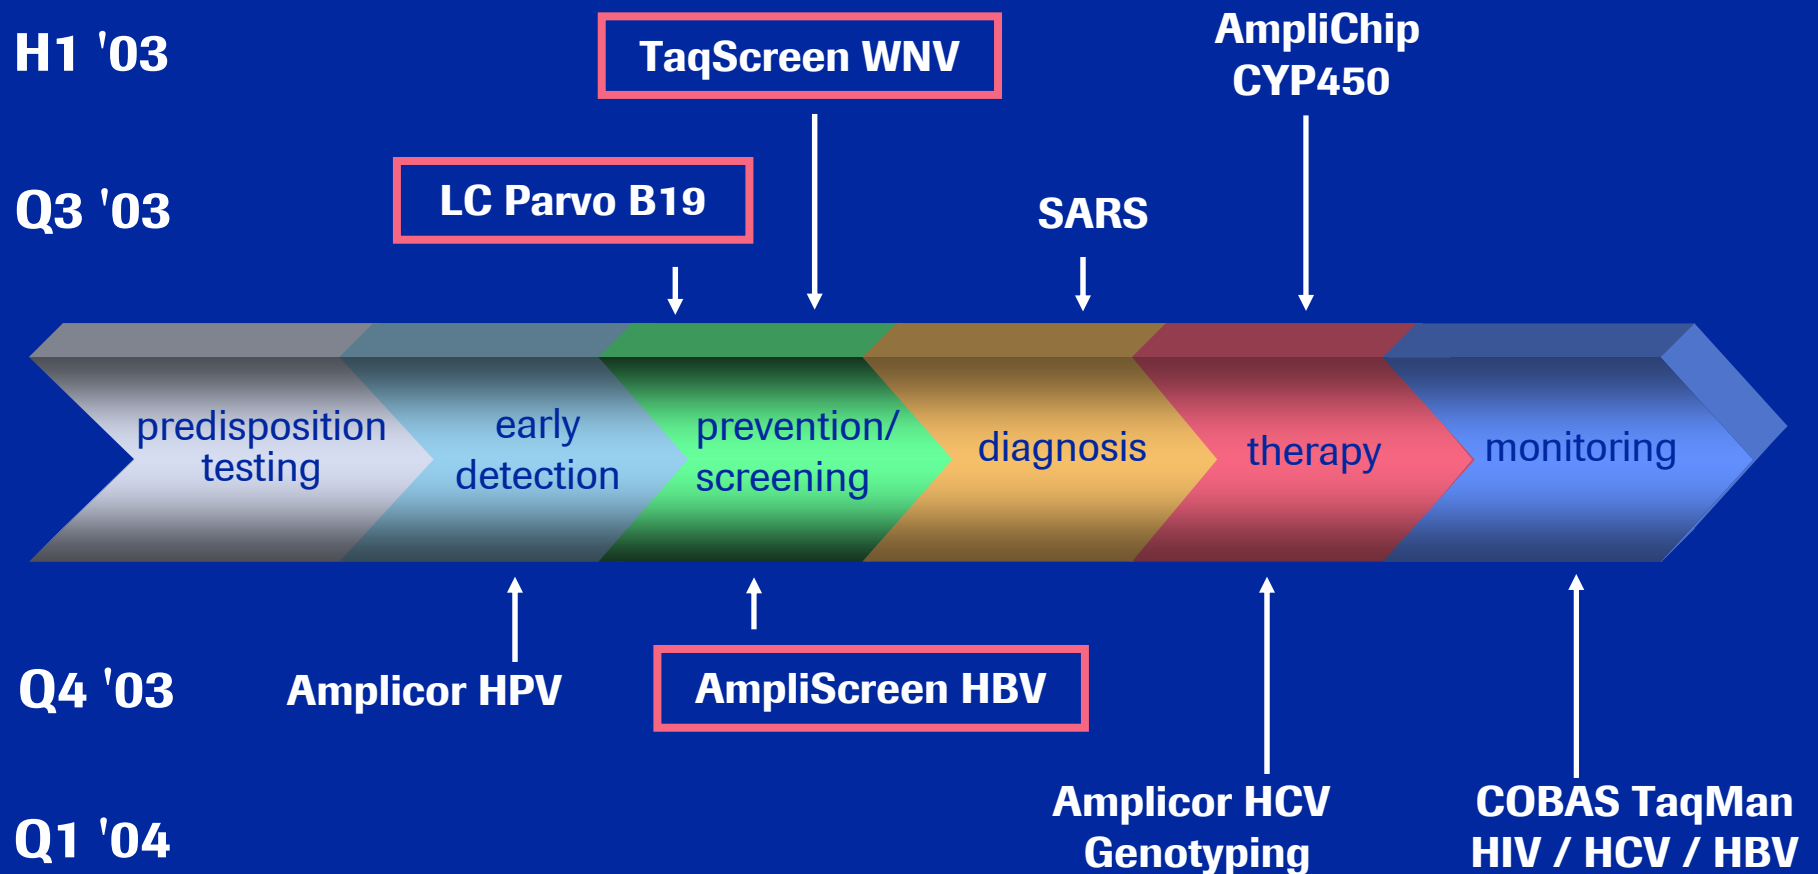 H1 '03
TaqScreen WNV
AmpliChip
CYP450
Q3 '03
LC Parvo B19
SARS
predisposition
testing
early
detection
prevention/
screening
diagnosis
therapy
monitoring
Q4 '03
Amplicor HPV
AmpliScreen HBV
Q1 '04
Amplicor HCV
Genotyping
COBAS TaqMan
HIV / HCV / HBV